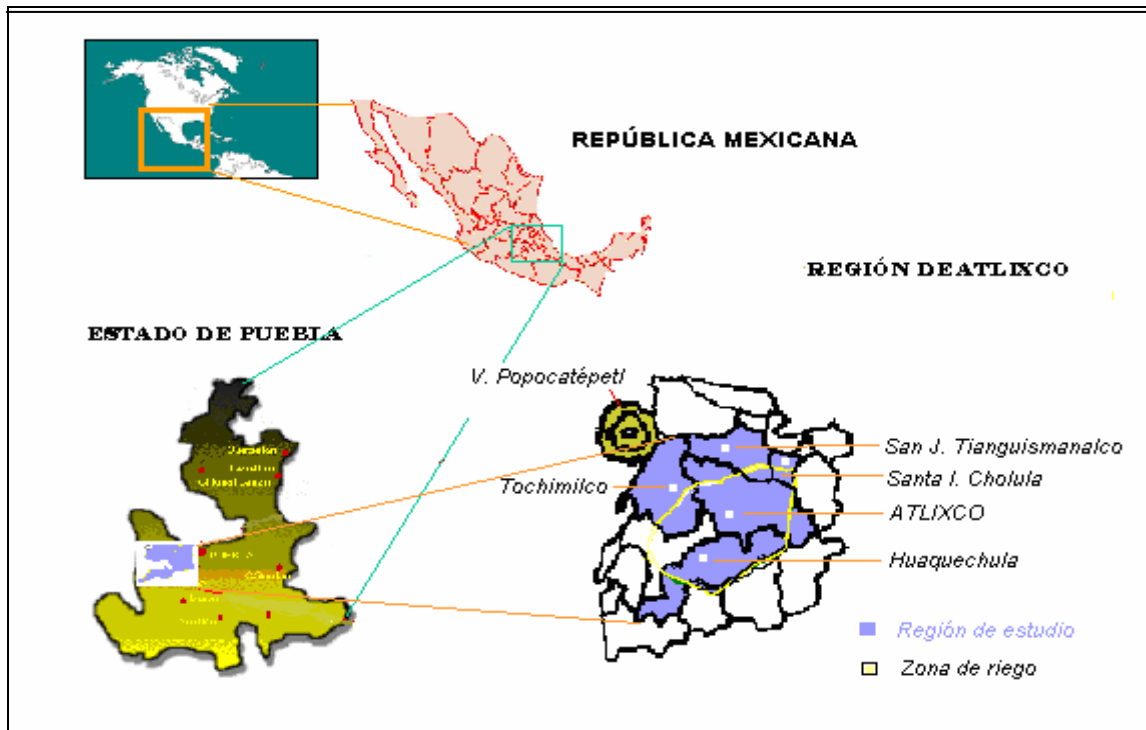 REPÚBLICA MEXICANA
REGIÓN DEATLIXCO
ESTADO DE PUEBLA
V. Popocatépetl
San J. Tianguismanalco
Santa I. Cholula
Tochimilco
ATLIXCO
Huaquechula
PUEBLA
Región de estudio
Zona de riego